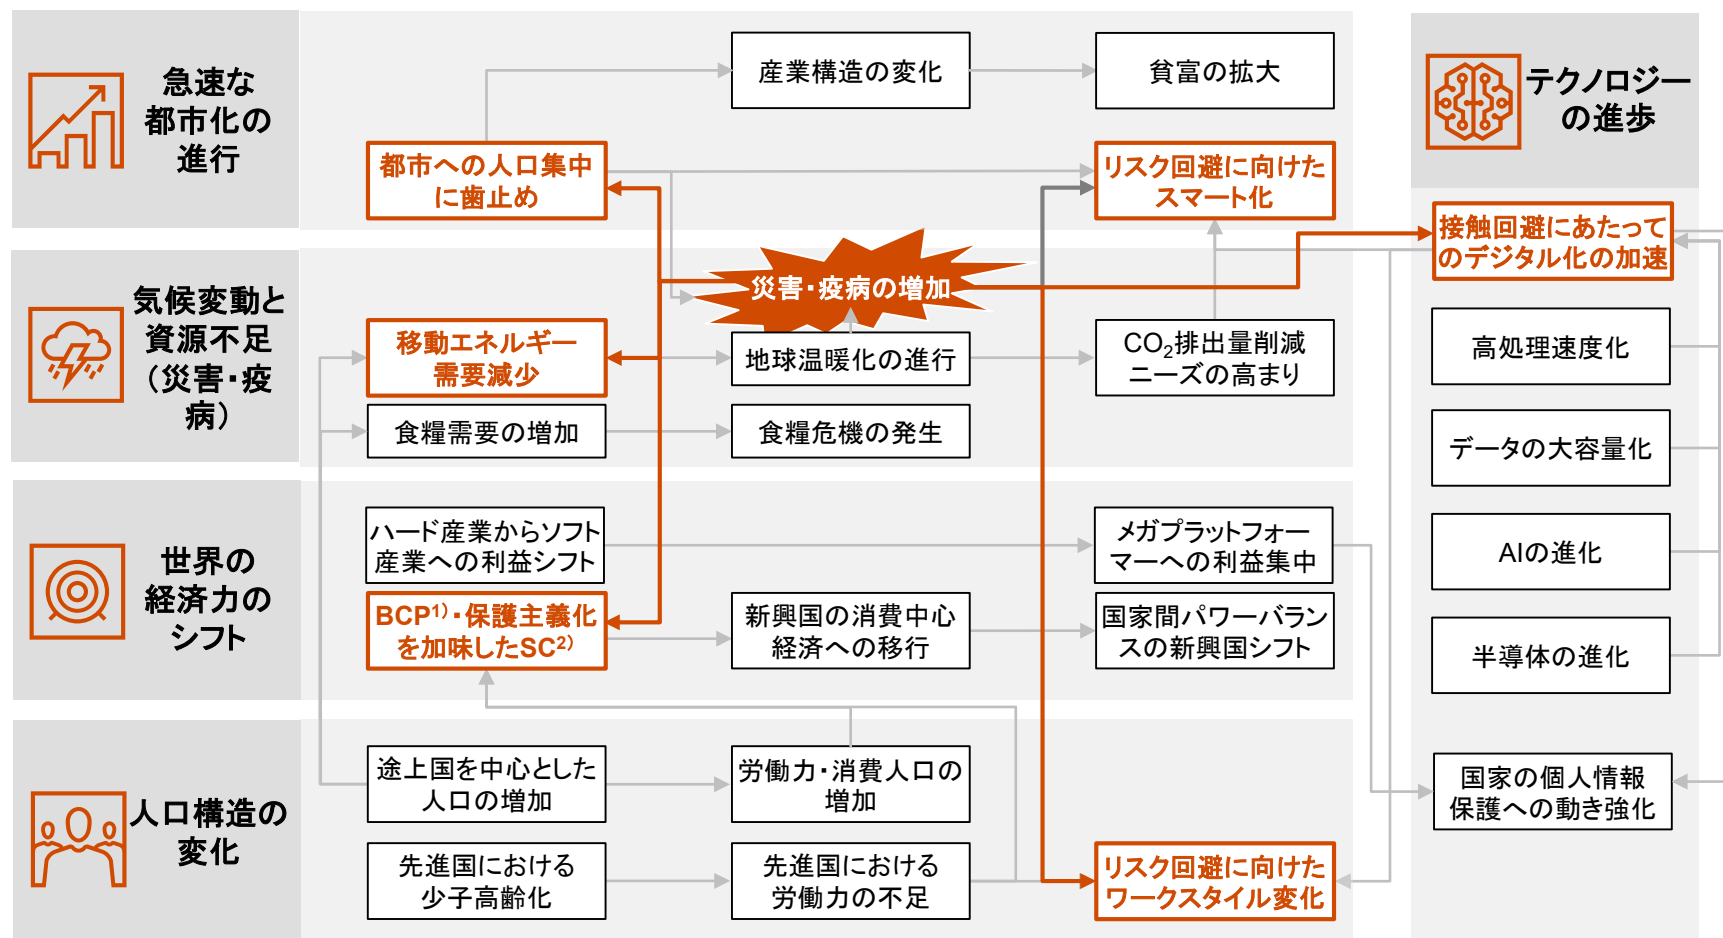 急速な
都市化の
進行
産業構造の変化
貧富の拡大
都市への人口集中
に歯止め
リスク回避に向けた
スマート化
気候変動と
資源不足
（災害・疫
病）
災害・疫病の増加
移動エネルギー
需要減少
地球温暖化の進行
CO₂排出量削減
ニーズの高まり
食糧需要の増加
食糧危機の発生
世界の
経済力の
シフト
ハード産業からソフト
産業への利益シフト
メガプラットフォー
マーへの利益集中
BCP¹⁾・保護主義化
を加味したSC²⁾
新興国の消費中心
経済への移行
国家間パワーバラン
スの新興国シフト
人口構造の
変化
途上国を中心とした
人口の増加
労働力・消費人口の
増加
先進国における
少子高齢化
先進国における
労働力の不足
リスク回避に向けた
ワークスタイル変化
テクノロジー
の進歩
接触回避にあたって
のデジタル化の加速
高処理速度化
データの大容量化
AIの進化
半導体の進化
国家の個人情報
保護への動き強化